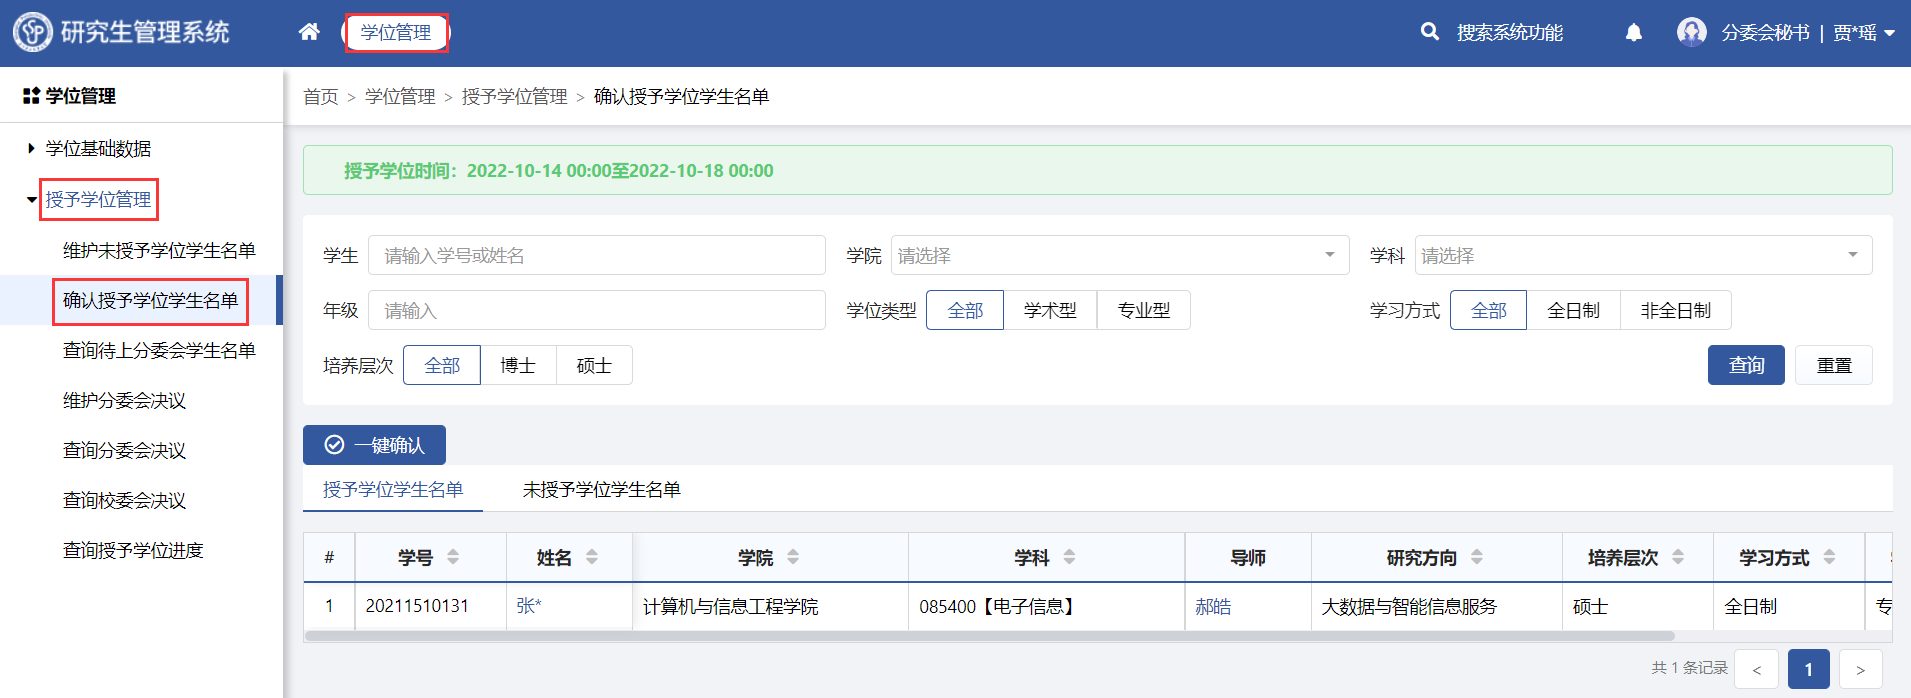 研究生管理系统
学位管理
搜索系统功能
分委会秘书 | 贾*瑶
学位管理
学位基础数据
授予学位管理
维护未授予学位学生名单
确认授予学位学生名单
查询待上分委会学生名单
维护分委会决议
查询分委会决议
查询校委会决议
查询授予学位进度
首页 > 学位管理 > 授予学位管理 > 确认授予学位学生名单
授予学位时间：2022-10-14 00:00至2022-10-18 00:00
学生 请输入学号或姓名 学院 请选择 学科 请选择
年级 请输入 学位类型 全部 学术型 专业型 学习方式 全部 全日制 非全日制
培养层次 全部 博士 硕士 查询 重置
一键确认
授予学位学生名单 未授予学位学生名单
# 学号 姓名 学院 学科 导师 研究方向 培养层次 学习方式
1 20211510131 张* 计算机与信息工程学院 085400【电子信息】 郝皓 大数据与智能信息服务 硕士 全日制 专
共 1 条记录 < 1 >